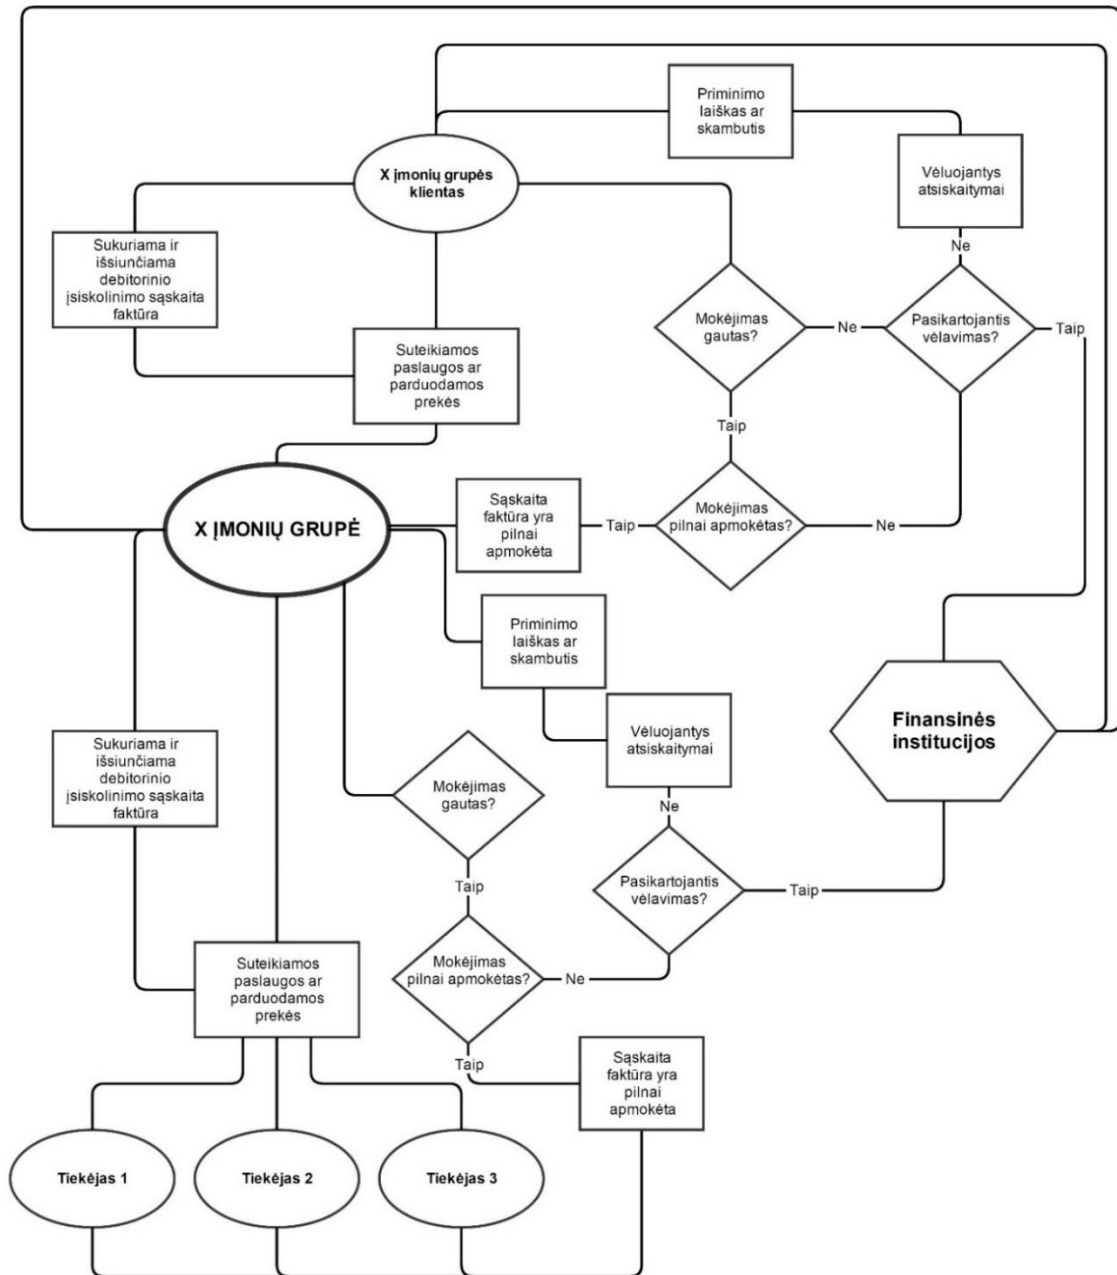 Priminimo
laiškas ar
skambutis
X įmonių grupės
klientas
Vėluojantys
atsiskaitymai
Sukuriama ir
išsiunčiama
debitorinio
įsiskolinimo sąskaita
faktūra
Ne
Mokėjimas
gautas?
Ne
Pasikartojantis
vėlavimas?
Taip
Suteikiamos
paslaugos ar
parduodamos
prekės
Taip
X ĮMONIŲ GRUPĖ
Sąskaita
faktūra yra
pilnai
apmokėta
Taip
Mokėjimas
pilnai apmokėtas?
Ne
Priminimo
laiškas ar
skambutis
Finansinės
institucijos
Vėluojantys
atsiskaitymai
Sukuriama ir
išsiunčiama
debitorinio
įsiskolinimo sąskaita
faktūra
Mokėjimas
gautas?
Ne
Taip
Pasikartojantis
vėlavimas?
Taip
Suteikiamos
paslaugos ar
parduodamos
prekės
Mokėjimas
pilnai apmokėtas?
Ne
Taip
Sąskaita
faktūra yra
pilnai
apmokėta
Tiekėjas 1
Tiekėjas 2
Tiekėjas 3